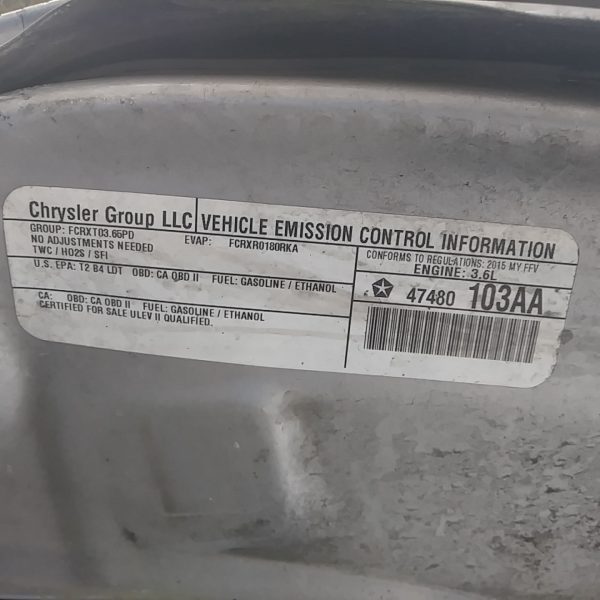 Chrysler Group LLC
VEHICLE EMISSION CONTROL INFORMATION
GROUP: FCRXT03.65PD
EVAP: FCRXR0180RKA
NO ADJUSTMENTS NEEDED
TWC / HO2S / SFI
CONFORMS TO REGULATIONS: 2015 MY FFV
ENGINE: 3.6L
U.S. EPA: T2 B4 LDT OBD: CA OBD II FUEL: GASOLINE / ETHANOL
47480 103AA
CA: OBD: CA OBD II FUEL: GASOLINE / ETHANOL
CERTIFIED FOR SALE ULEV II QUALIFIED.